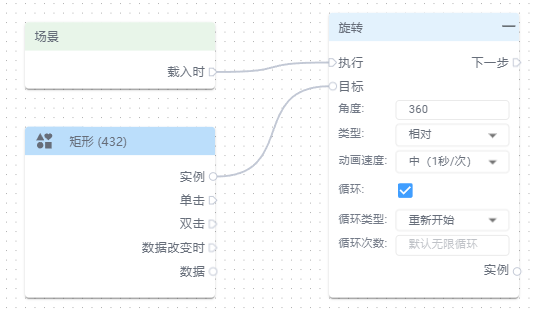 场景
载入时
矩形 (432)
实例
单击
双击
数据改变时
数据
旋转
执行
下一步
目标
角度:
360
类型:
相对
动画速度:
中（1秒/次）
循环:
循环类型:
重新开始
循环次数:
默认无限循环
实例